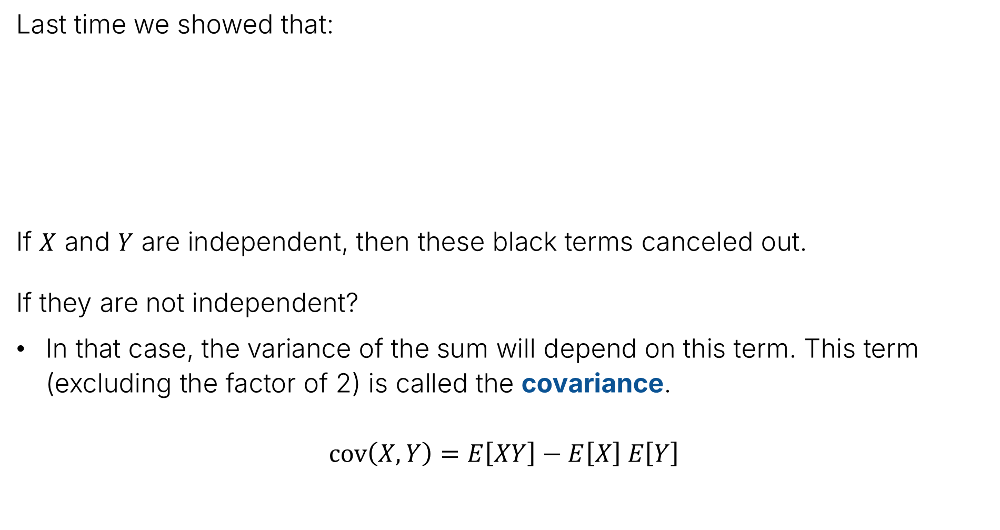 Last time we showed that:
If X and Y are independent, then these black terms canceled out.
If they are not independent?
• In that case, the variance of the sum will depend on this term. This term
(excluding the factor of 2) is called the covariance.
cov(X, Y) = E[XY] − E[X] E[Y]